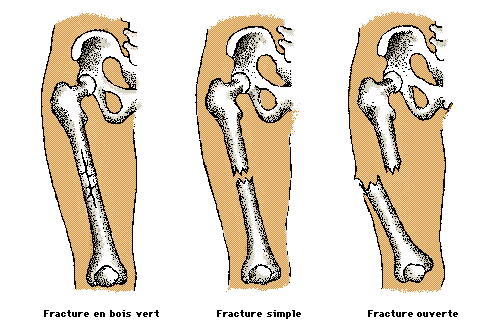 Fracture en bois vert
Fracture simple
Fracture ouverte